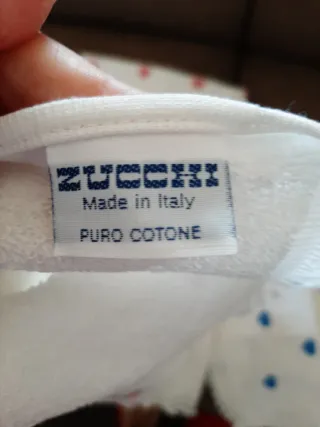 ZUCCHI
Made in Italy
PURO COTONE